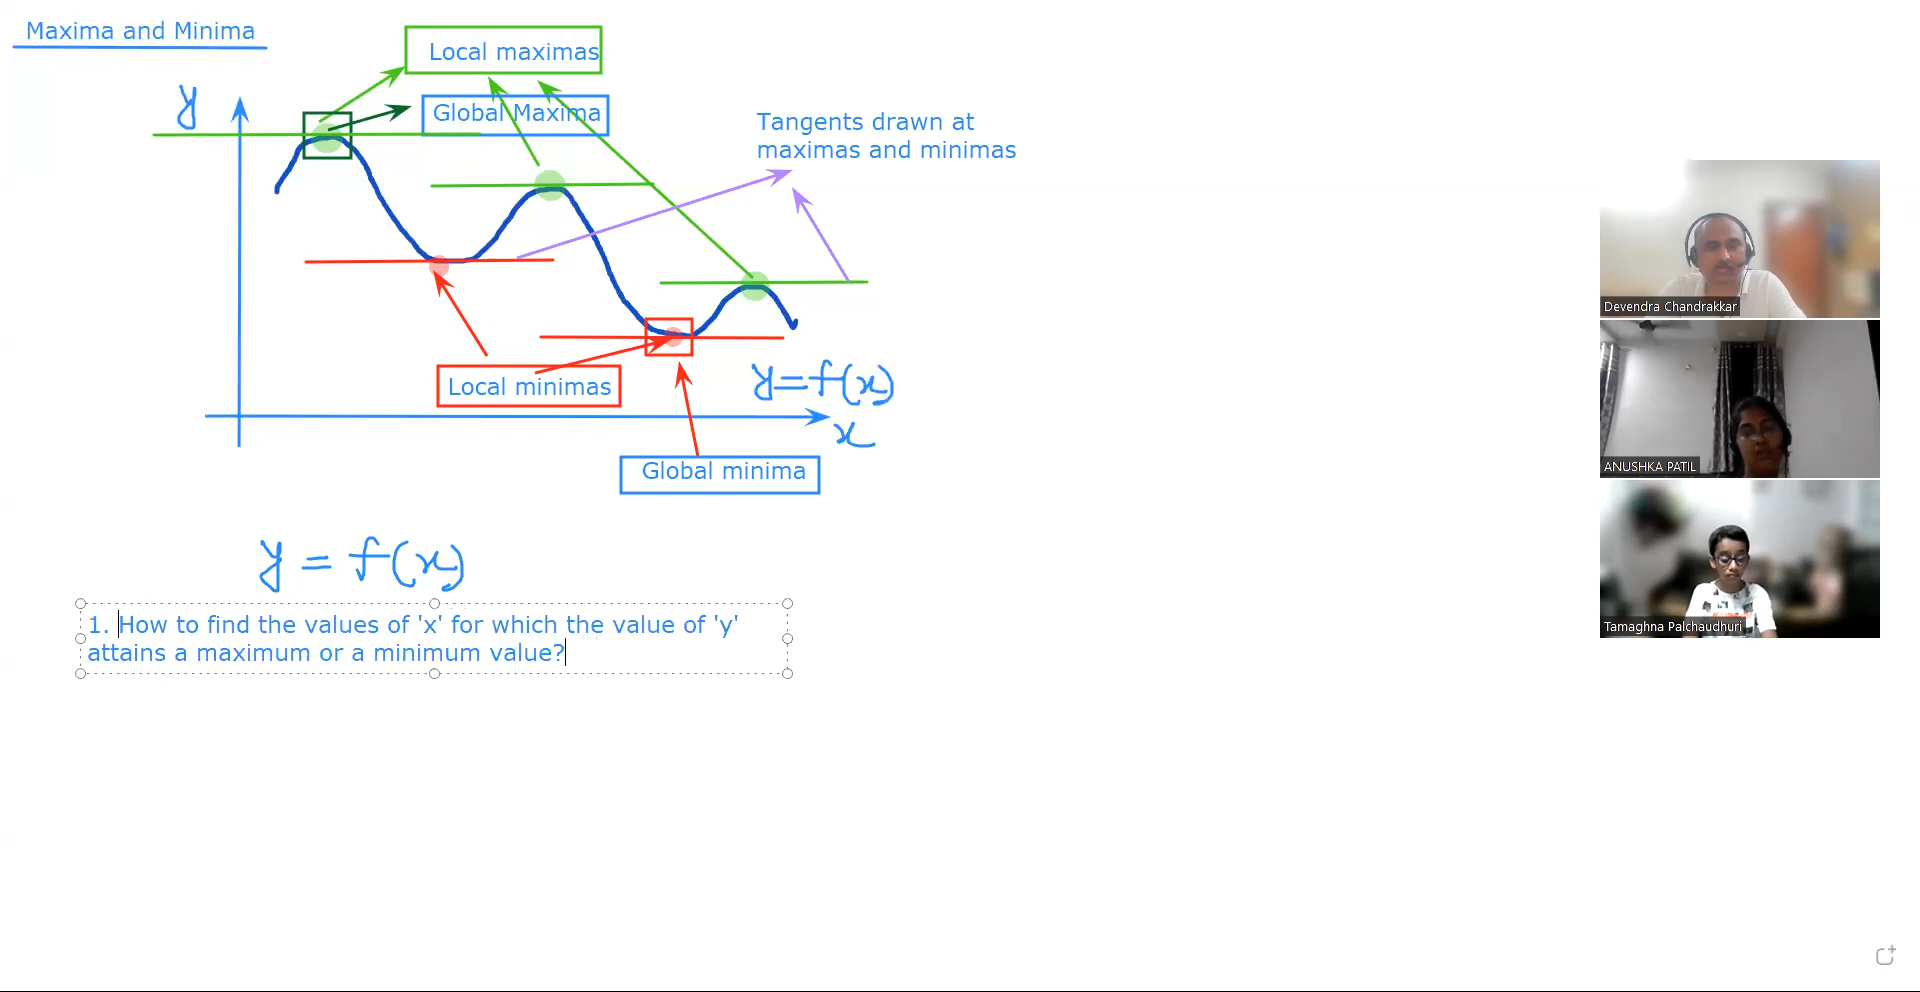 Maxima and Minima
Local maximas
Global Maxima
y
Tangents drawn at
maximas and minimas
Local minimas
y=f(x)
x
Global minima
y = f(x)
1. How to find the values of 'x' for which the value of 'y'
attains a maximum or a minimum value?
Devendra Chandrakkar
ANUSHKA PATIL
Tamaghna Palchaudhuri